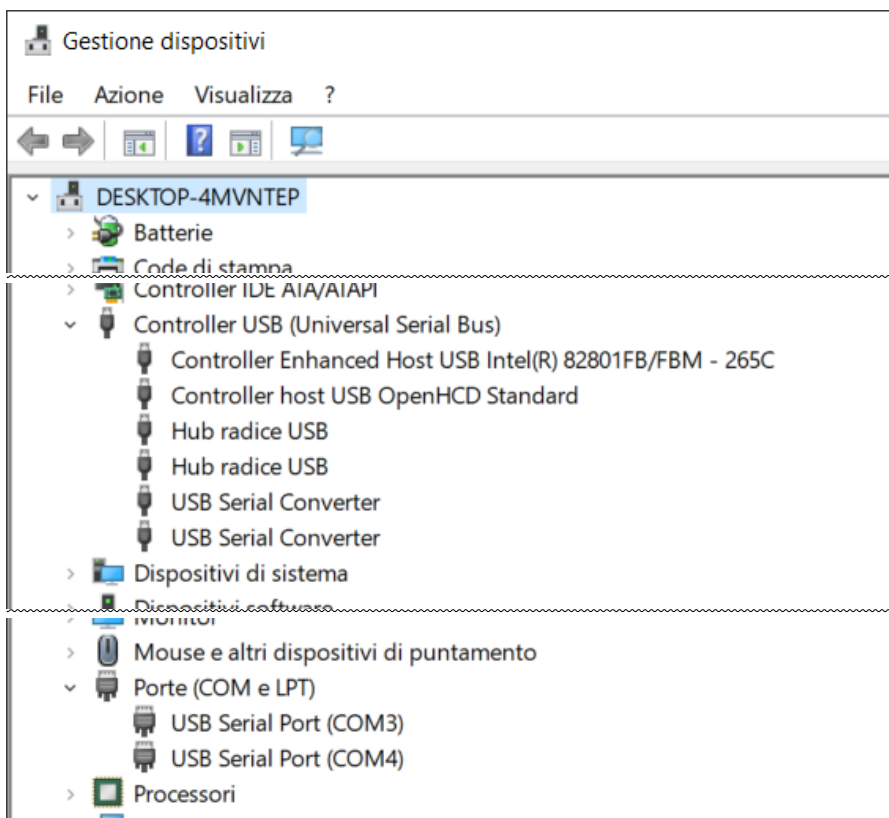 Gestione dispositivi
File Azione Visualizza ?
DESKTOP-4MVNTEP
Batterie
Code di stampa
Controller IDE ATA/ATAPI
Controller USB (Universal Serial Bus)
Controller Enhanced Host USB Intel(R) 82801FB/FBM - 265C
Controller host USB OpenHCD Standard
Hub radice USB
Hub radice USB
USB Serial Converter
USB Serial Converter
Dispositivi di sistema
Dispositivi software
Monitor
Mouse e altri dispositivi di puntamento
Porte (COM e LPT)
USB Serial Port (COM3)
USB Serial Port (COM4)
Processori